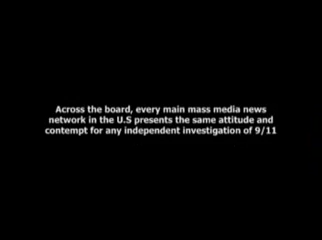 Across the board, every main mass media news
network in the U.S presents the same attitude and
contempt for any independent investigation of 9/11